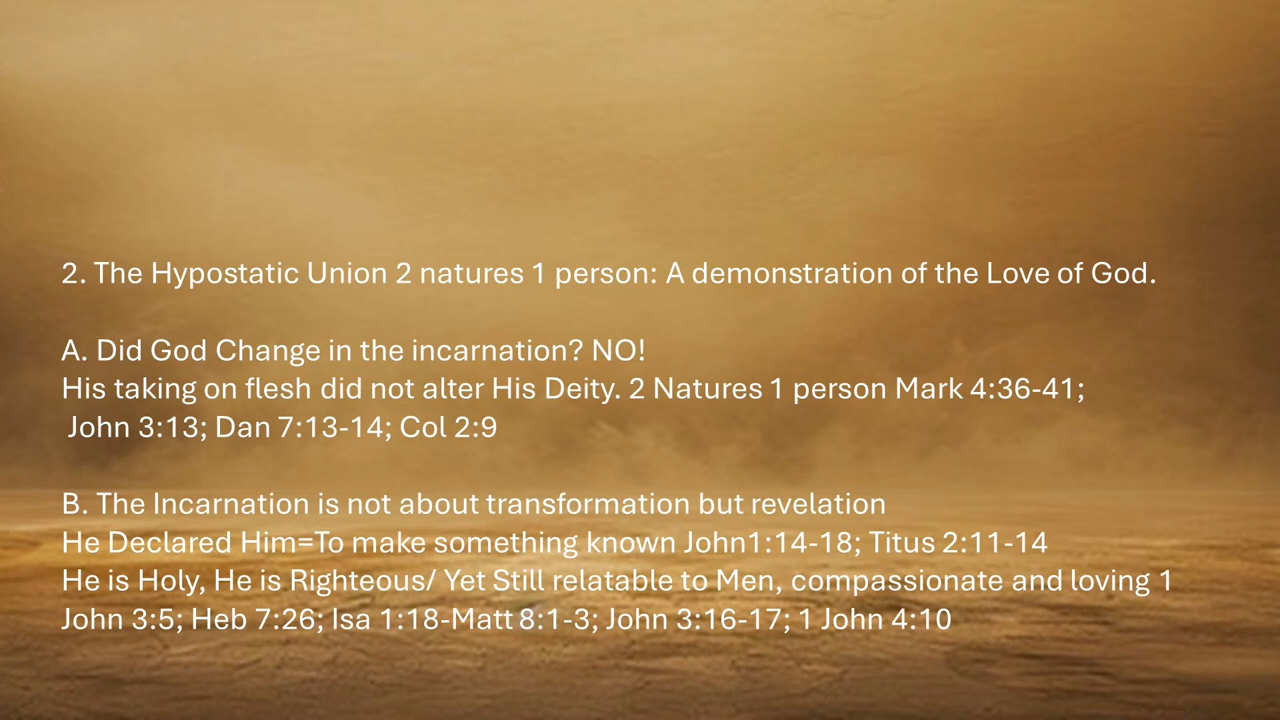 2. The Hypostatic Union 2 natures 1 person: A demonstration of the Love of God.
A. Did God Change in the incarnation? NO!
His taking on flesh did not alter His Deity. 2 Natures 1 person Mark 4:36-41;
John 3:13; Dan 7:13-14; Col 2:9
B. The Incarnation is not about transformation but revelation
He Declared Him=To make something known John1:14-18; Titus 2:11-14
He is Holy, He is Righteous/ Yet Still relatable to Men, compassionate and loving 1
John 3:5; Heb 7:26; Isa 1:18-Matt 8:1-3; John 3:16-17; 1 John 4:10